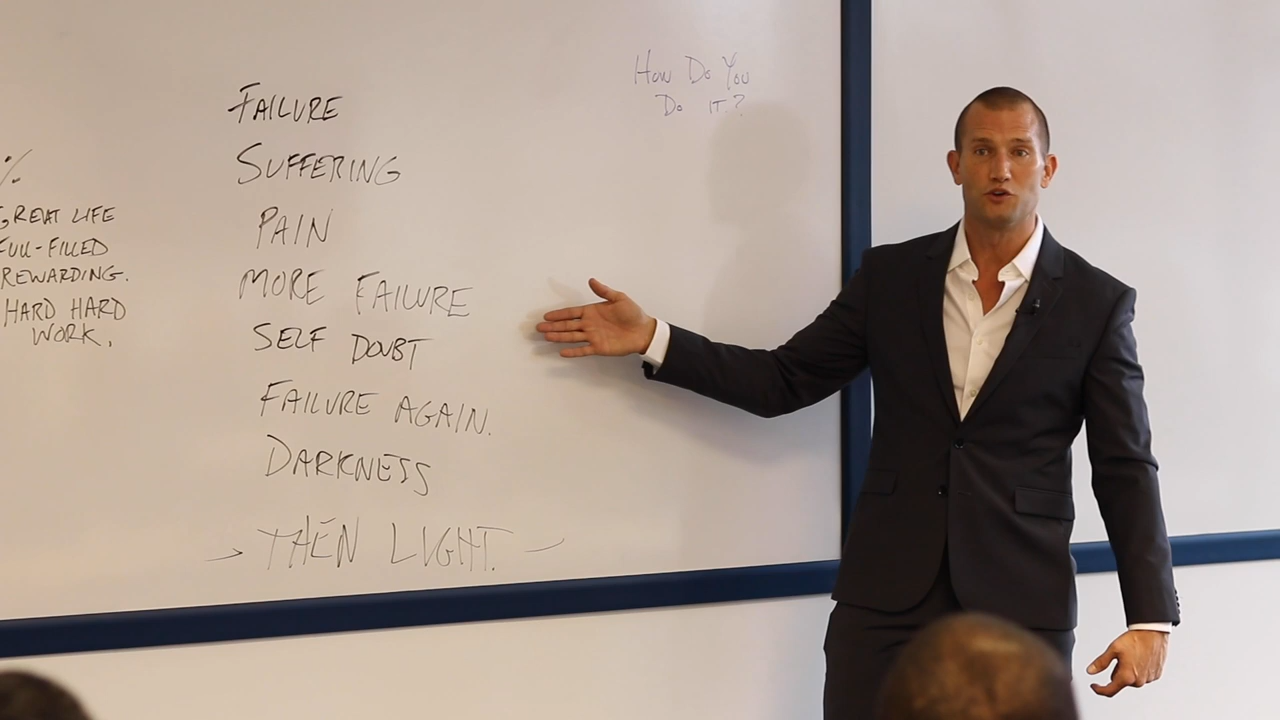 %
GREAT LIFE
FULL-FILLED
REWARDING.
HARD HARD
WORK.
FAILURE
SUFFERING
PAIN
MORE FAILURE
SELF DOUBT
FAILURE AGAIN.
DARKNESS
→ THEN LIGHT. —
How Do You
Do IT?